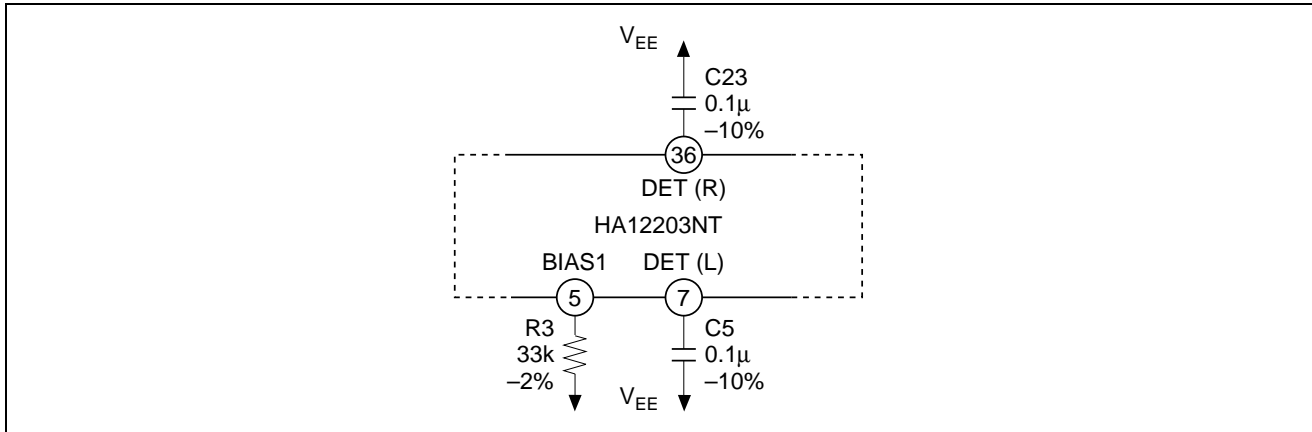 V_EE
C23
0.1μ
–10%
36
DET (R)
HA12203NT
BIAS1 DET (L)
5 7
R3
33k
–2%
C5
0.1μ
–10%
V_EE